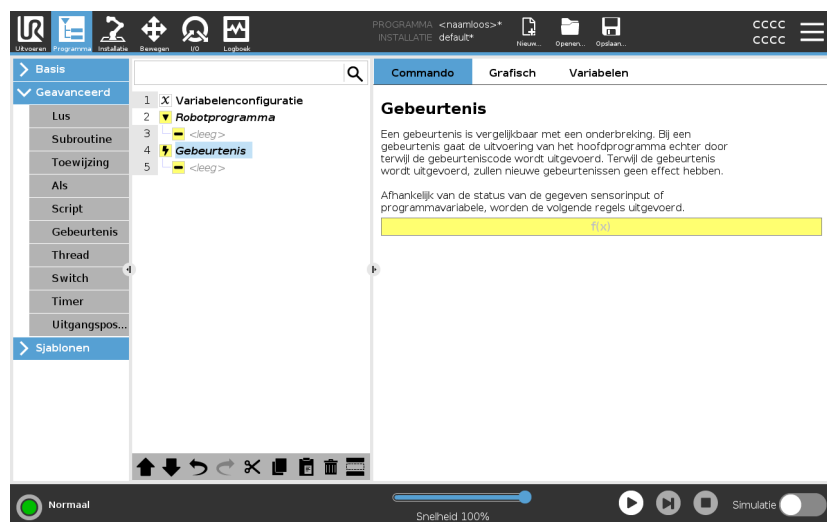 UR
Uitvoeren Programma Installatie Bewegen I/O Logboek
PROGRAMMA <naamloos>*
INSTALLATIE default*
Nieuw... Openen... Opslaan...
CCCC
CCCC
Basis
Geavanceerd
Lus
Subroutine
Toewijzing
Als
Script
Gebeurtenis
Thread
Switch
Timer
Uitgangspos...
Sjablonen
1 X Variabelenconfiguratie
2 Robotprogramma
3 <leeg>
4 Gebeurtenis
5 <leeg>
Commando Grafisch Variabelen
Gebeurtenis
Een gebeurtenis is vergelijkbaar met een onderbreking. Bij een
gebeurtenis gaat de uitvoering van het hoofdprogramma echter door
terwijl de gebeurteniscode wordt uitgevoerd. Terwijl de gebeurtenis
wordt uitgevoerd, zullen nieuwe gebeurtenissen geen effect hebben.
Afhankelijk van de status van de gegeven sensorinput of
programmavariabele, worden de volgende regels uitgevoerd.
f(x)
Normaal
Snelheid 100%
Simulatie